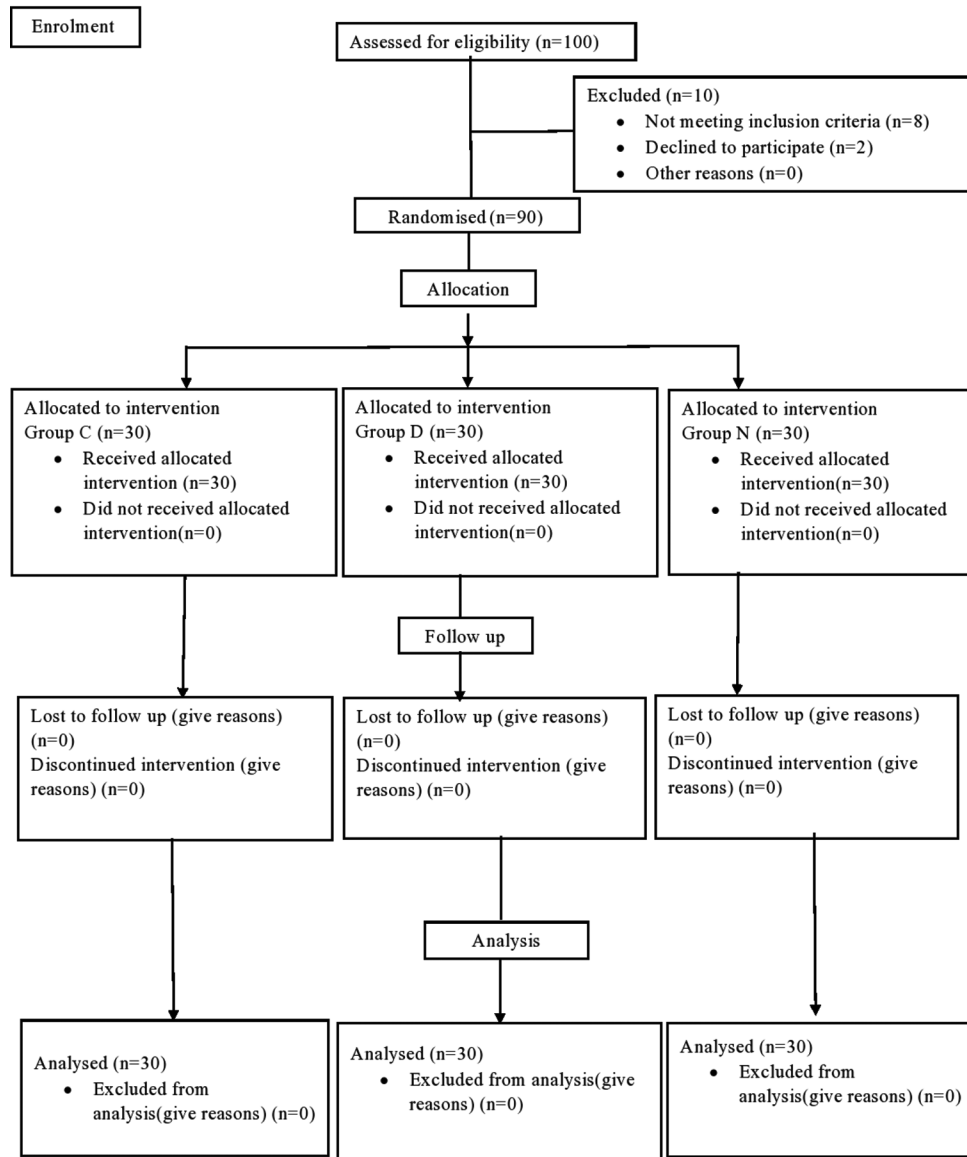 Enrolment
Assessed for eligibility (n=100)
Excluded (n=10)
• Not meeting inclusion criteria (n=8)
• Declined to participate (n=2)
• Other reasons (n=0)
Randomised (n=90)
Allocation
Allocated to intervention
Group C (n=30)
• Received allocated
intervention (n=30)
• Did not received allocated
intervention(n=0)
Allocated to intervention
Group D (n=30)
• Received allocated
intervention (n=30)
• Did not received allocated
intervention(n=0)
Allocated to intervention
Group N (n=30)
• Received allocated
intervention(n=30)
• Did not received allocated
intervention(n=0)
Follow up
Lost to follow up (give reasons)
(n=0)
Discontinued intervention (give
reasons) (n=0)
Lost to follow up (give reasons)
(n=0)
Discontinued intervention (give
reasons) (n=0)
Lost to follow up (give reasons)
(n=0)
Discontinued intervention (give
reasons) (n=0)
Analysis
Analysed (n=30)
• Excluded from
analysis(give reasons) (n=0)
Analysed (n=30)
• Excluded from analysis(give
reasons) (n=0)
Analysed (n=30)
• Excluded from
analysis(give reasons) (n=0)